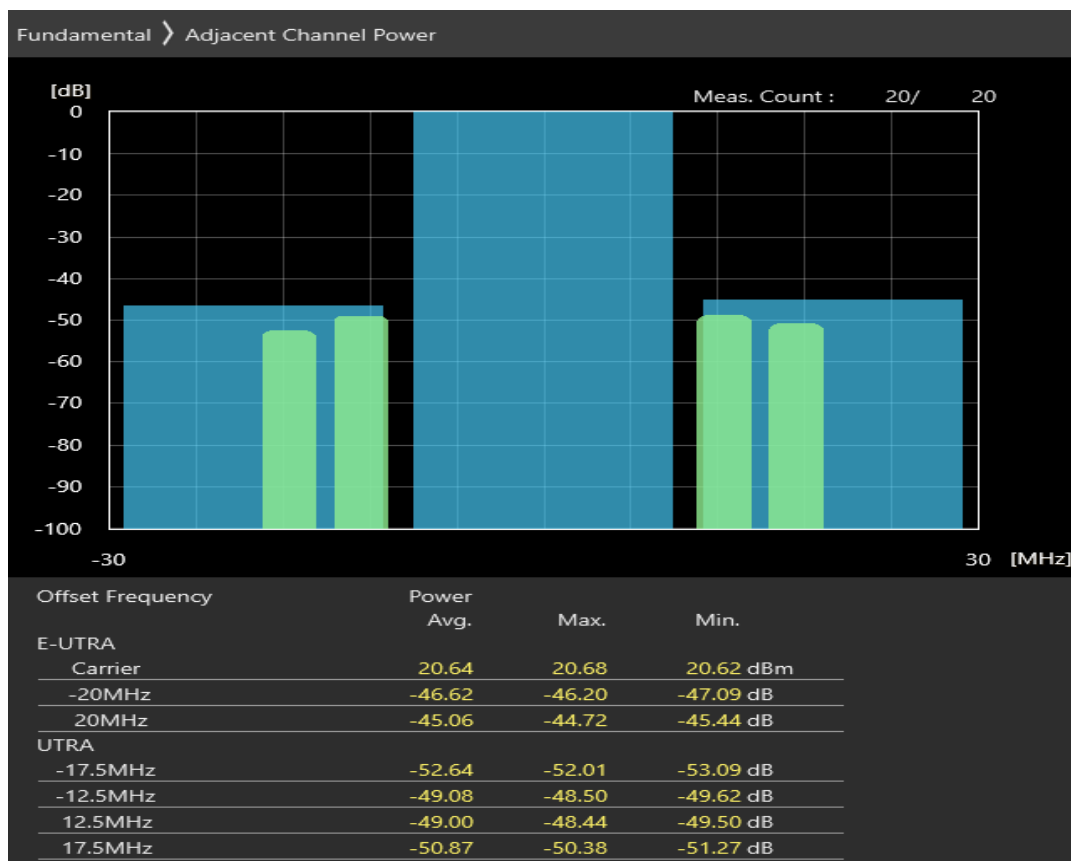 Fundamental ❯ Adjacent Channel Power
[dB]
Meas. Count : 20/ 20
0
-10
-20
-30
-40
-50
-60
-70
-80
-90
-100
-30 30 [MHz]
Offset Frequency Power
Avg. Max. Min.
E-UTRA
Carrier 20.64 20.68 20.62 dBm
-20MHz -46.62 -46.20 -47.09 dB
20MHz -45.06 -44.72 -45.44 dB
UTRA
-17.5MHz -52.64 -52.01 -53.09 dB
-12.5MHz -49.08 -48.50 -49.62 dB
12.5MHz -49.00 -48.44 -49.50 dB
17.5MHz -50.87 -50.38 -51.27 dB